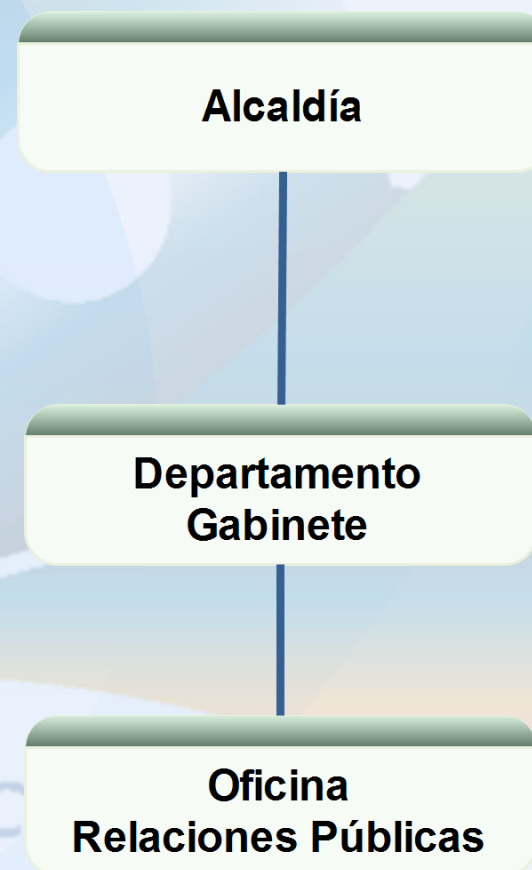 Alcaldía
Departamento
Gabinete
Oficina
Relaciones Públicas